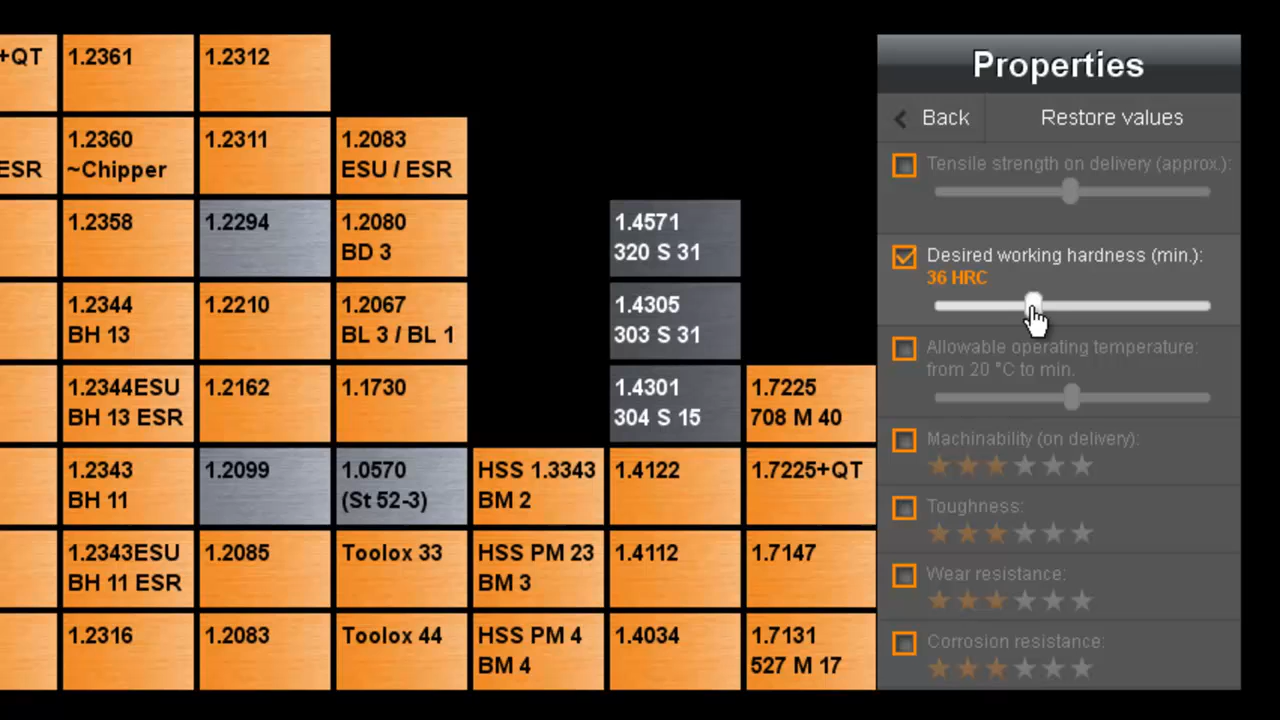 +QT
1.2361
1.2312
ESR
1.2360
~Chipper
1.2311
1.2083
ESU / ESR
1.2358
1.2294
1.2080
BD 3
1.4571
320 S 31
1.2344
BH 13
1.2210
1.2067
BL 3 / BL 1
1.4305
303 S 31
1.2344ESU
BH 13 ESR
1.2162
1.1730
1.4301
304 S 15
1.7225
708 M 40
1.2343
BH 11
1.2099
1.0570
(St 52-3)
HSS 1.3343
BM 2
1.4122
1.7225+QT
1.2343ESU
BH 11 ESR
1.2085
Toolox 33
HSS PM 23
BM 3
1.4112
1.7147
1.2316
1.2083
Toolox 44
HSS PM 4
BM 4
1.4034
1.7131
527 M 17
Properties
Back
Restore values
Tensile strength on delivery (approx.):
Desired working hardness (min.):
36 HRC
Allowable operating temperature:
from 20 °C to min.
Machinability (on delivery):
Toughness:
Wear resistance:
Corrosion resistance: